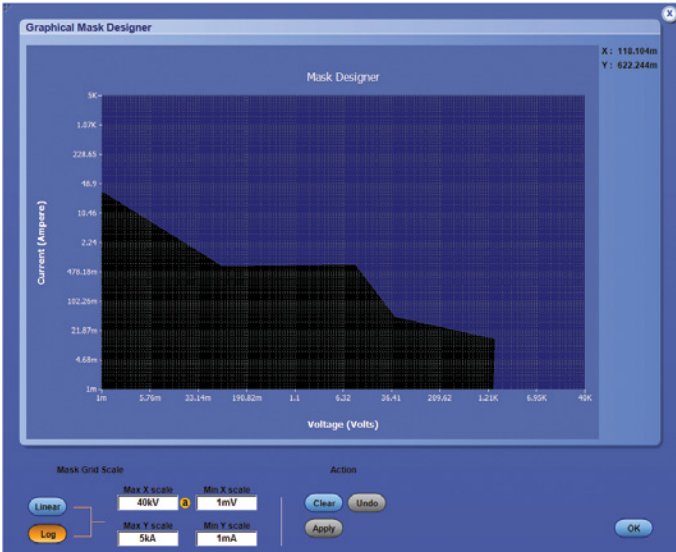 X
Graphical Mask Designer
X : 118.104m
Y : 622.244m
Mask Designer
5K
1.07K
228.65
48.9
10.46
2.24
478.18m
102.26m
21.87m
4.68m
1m
Current (Ampere)
1m 5.76m 33.14m 190.82m 1.1 6.32 36.41 209.62 1.21K 6.95K 40K
Voltage (Volts)
Mask Grid Scale
Action
Max X scale Min X scale
Linear 40kV a 1mV Clear Undo
Max Y scale Min Y scale
Log 5kA 1mA Apply OK